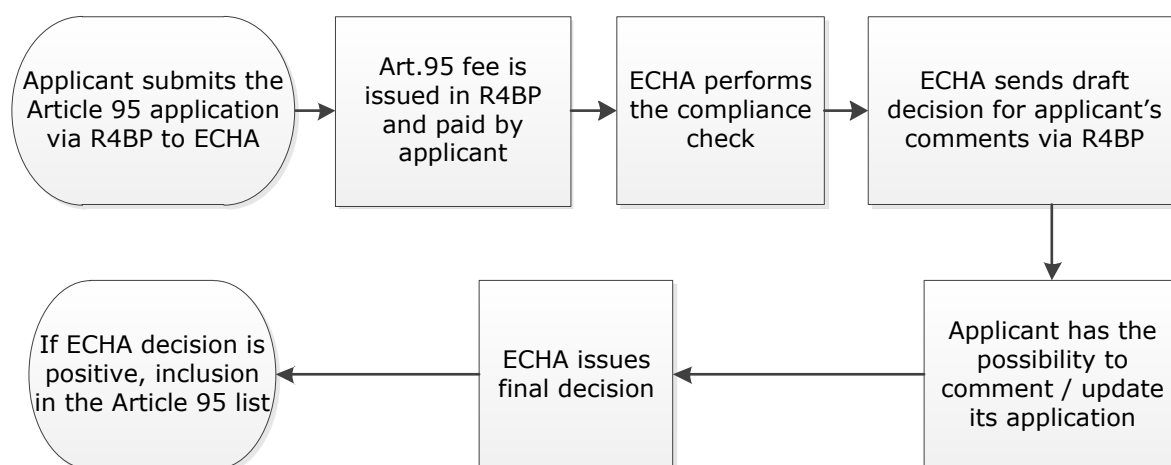 Applicant submits the
Article 95 application
via R4BP to ECHA
Art.95 fee is
issued in R4BP
and paid by
applicant
ECHA performs
the compliance
check
ECHA sends draft
decision for applicant’s
comments via R4BP
Applicant has the
possibility to
comment / update
its application
ECHA issues
final decision
If ECHA decision is
positive, inclusion
in the Article 95 list